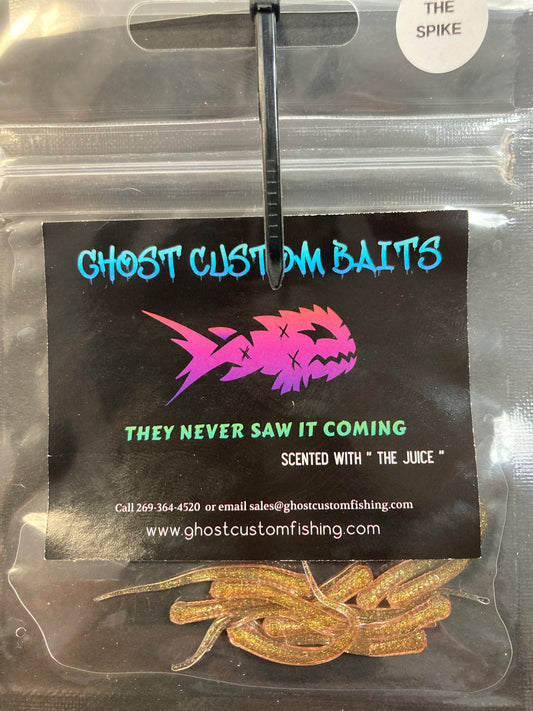 THE
SPIKE
GHOST CUSTOM BAITS
THEY NEVER SAW IT COMING
SCENTED WITH " THE JUICE "
Call 269-364-4520 or email sales@ghostcustomfishing.com
www.ghostcustomfishing.com